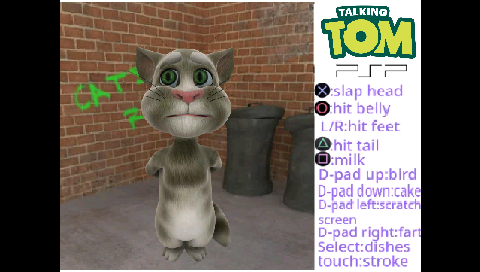 TALKING
TOM
PSP
CATS
X:slap head
O:hit belly
L/R:hit feet
△:hit tail
□:milk
D-pad up:bird
D-pad down:cake
D-pad left:scratch
screen
D-pad right:fart
Select:dishes
touch:stroke